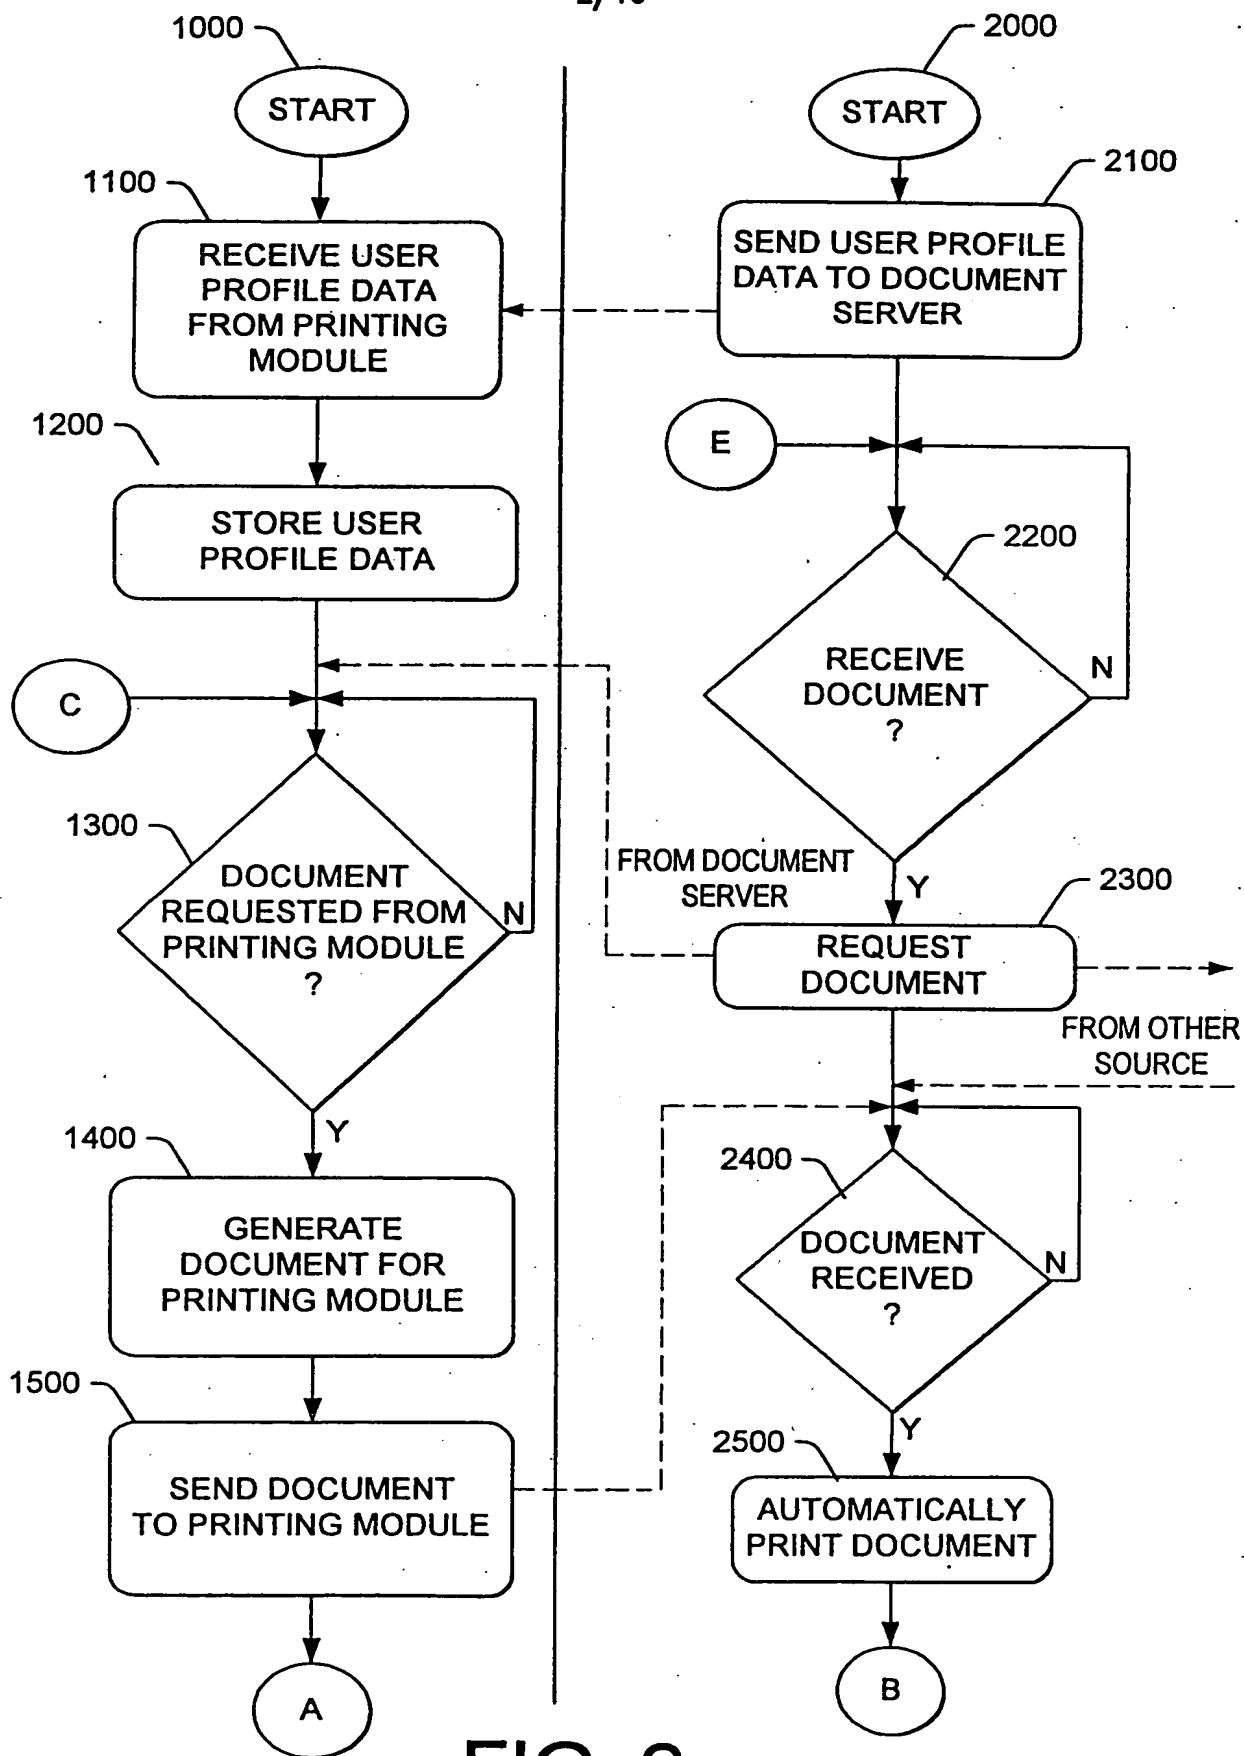 1000
START
1100
RECEIVE USER
PROFILE DATA
FROM PRINTING
MODULE
1200
STORE USER
PROFILE DATA
C
1300
DOCUMENT
REQUESTED FROM
PRINTING MODULE
?
N
Y
1400
GENERATE
DOCUMENT FOR
PRINTING MODULE
1500
SEND DOCUMENT
TO PRINTING MODULE
A
2000
START
2100
SEND USER PROFILE
DATA TO DOCUMENT
SERVER
E
2200
RECEIVE
DOCUMENT
?
N
Y
FROM DOCUMENT
SERVER
2300
REQUEST
DOCUMENT
FROM OTHER
SOURCE
2400
DOCUMENT
RECEIVED
?
N
Y
2500
AUTOMATICALLY
PRINT DOCUMENT
B